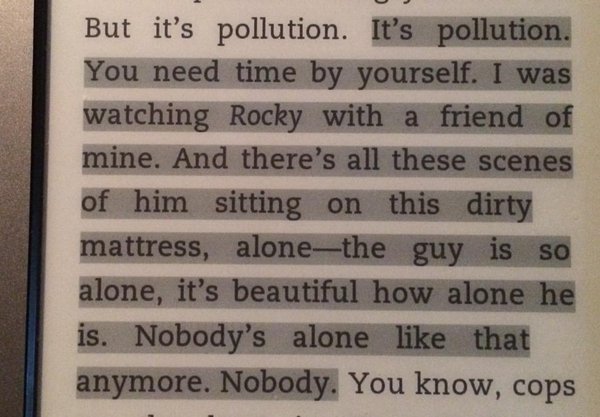 But it's pollution. It's pollution.
You need time by yourself. I was
watching Rocky with a friend of
mine. And there's all these scenes
of him sitting on this dirty
mattress, alone—the guy is so
alone, it's beautiful how alone he
is. Nobody's alone like that
anymore. Nobody. You know, cops